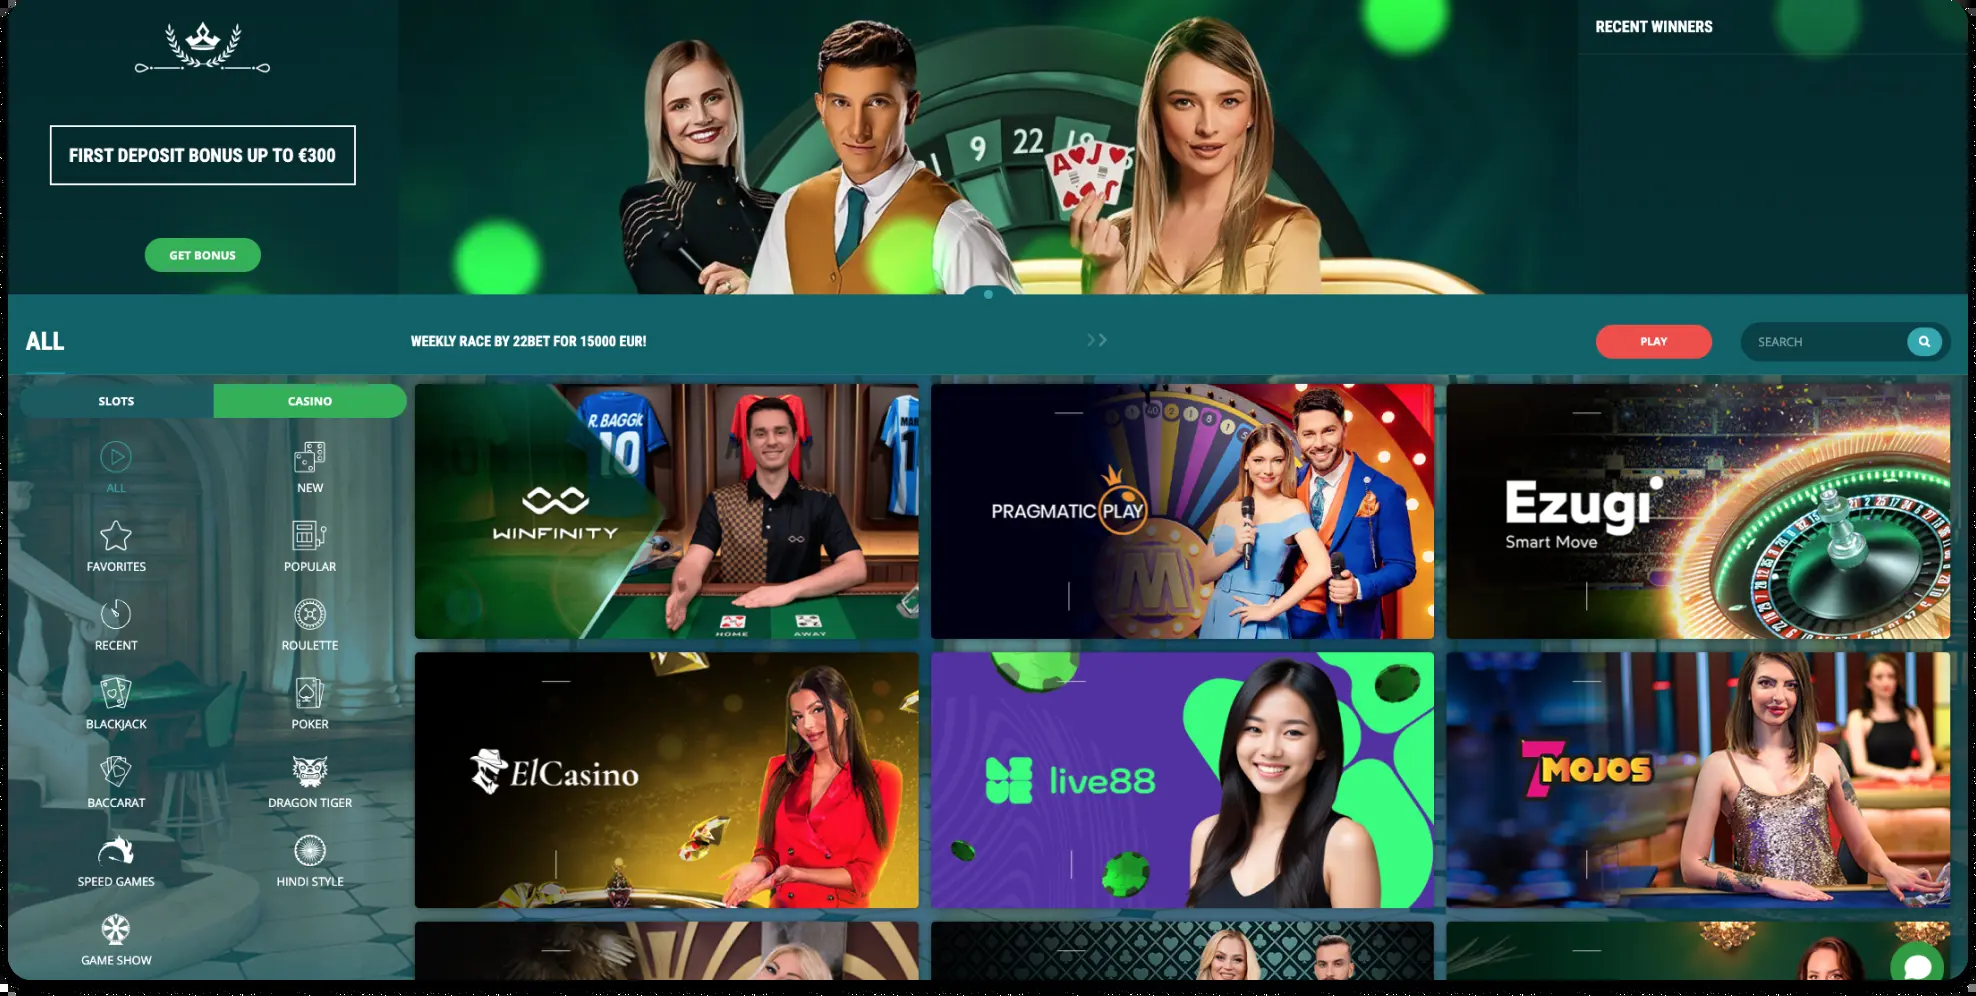 RECENT WINNERS
FIRST DEPOSIT BONUS UP TO €300
9 22
A J
J
GET BONUS
ALL
WEEKLY RACE BY 22BET FOR 15000 EUR!
PLAY
SEARCH
SLOTS
CASINO
ALL
NEW
FAVORITES
POPULAR
RECENT
ROULETTE
BLACKJACK
POKER
BACCARAT
DRAGON TIGER
SPEED GAMES
HINDI STYLE
GAME SHOW
R.BAGGI
10
WINFINITY
HOME
AWAY
PRAGMATIC PLAY
M
Ezugi
Smart Move
ElCasino
live88
7MOJOS